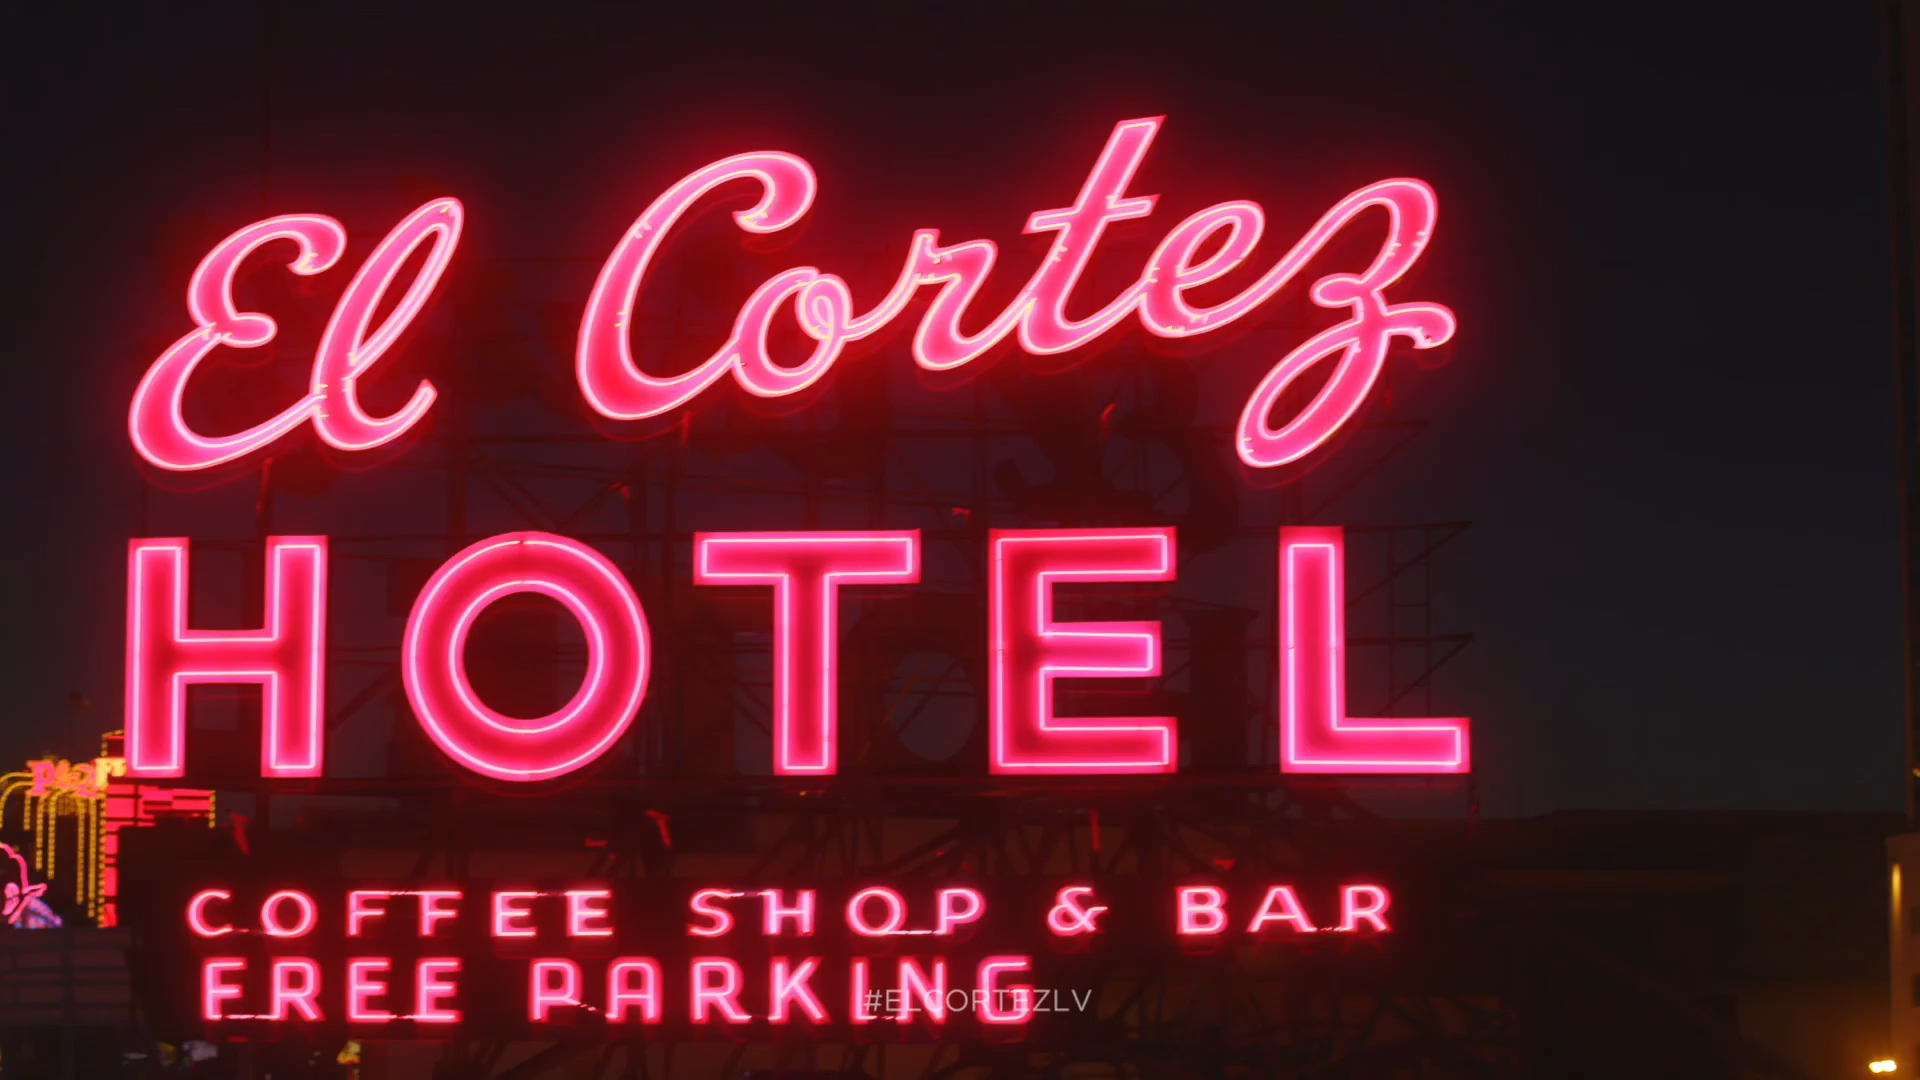 El Cortez
HOTEL
COFFEE SHOP & BAR
FREE PARKING
#ELCORTEZLV